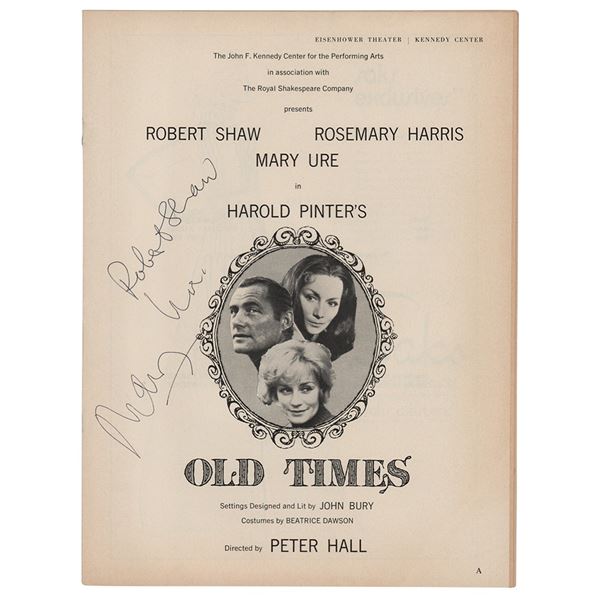 EISENHOWER THEATER | KENNEDY CENTER
The John F. Kennedy Center for the Performing Arts
in association with
The Royal Shakespeare Company
presents
ROBERT SHAW ROSEMARY HARRIS
MARY URE
in
HAROLD PINTER'S
Robert Shaw
Mary Ure
OLD TIMES
Settings Designed and Lit by JOHN BURY
Costumes by BEATRICE DAWSON
Directed by PETER HALL
A